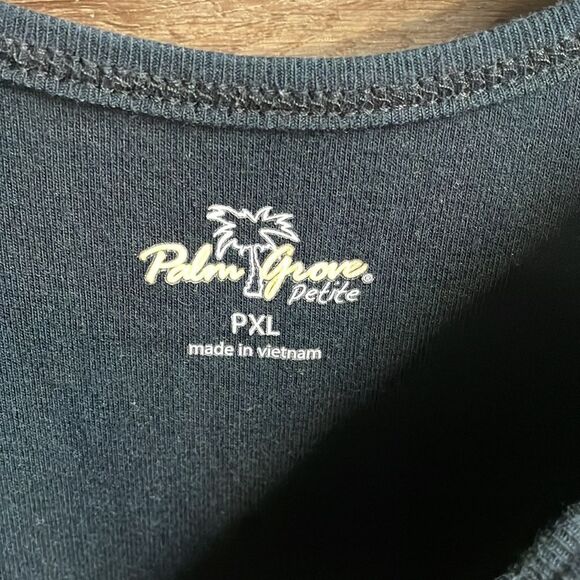 Palm Grove®
petite
PXL
made in vietnam